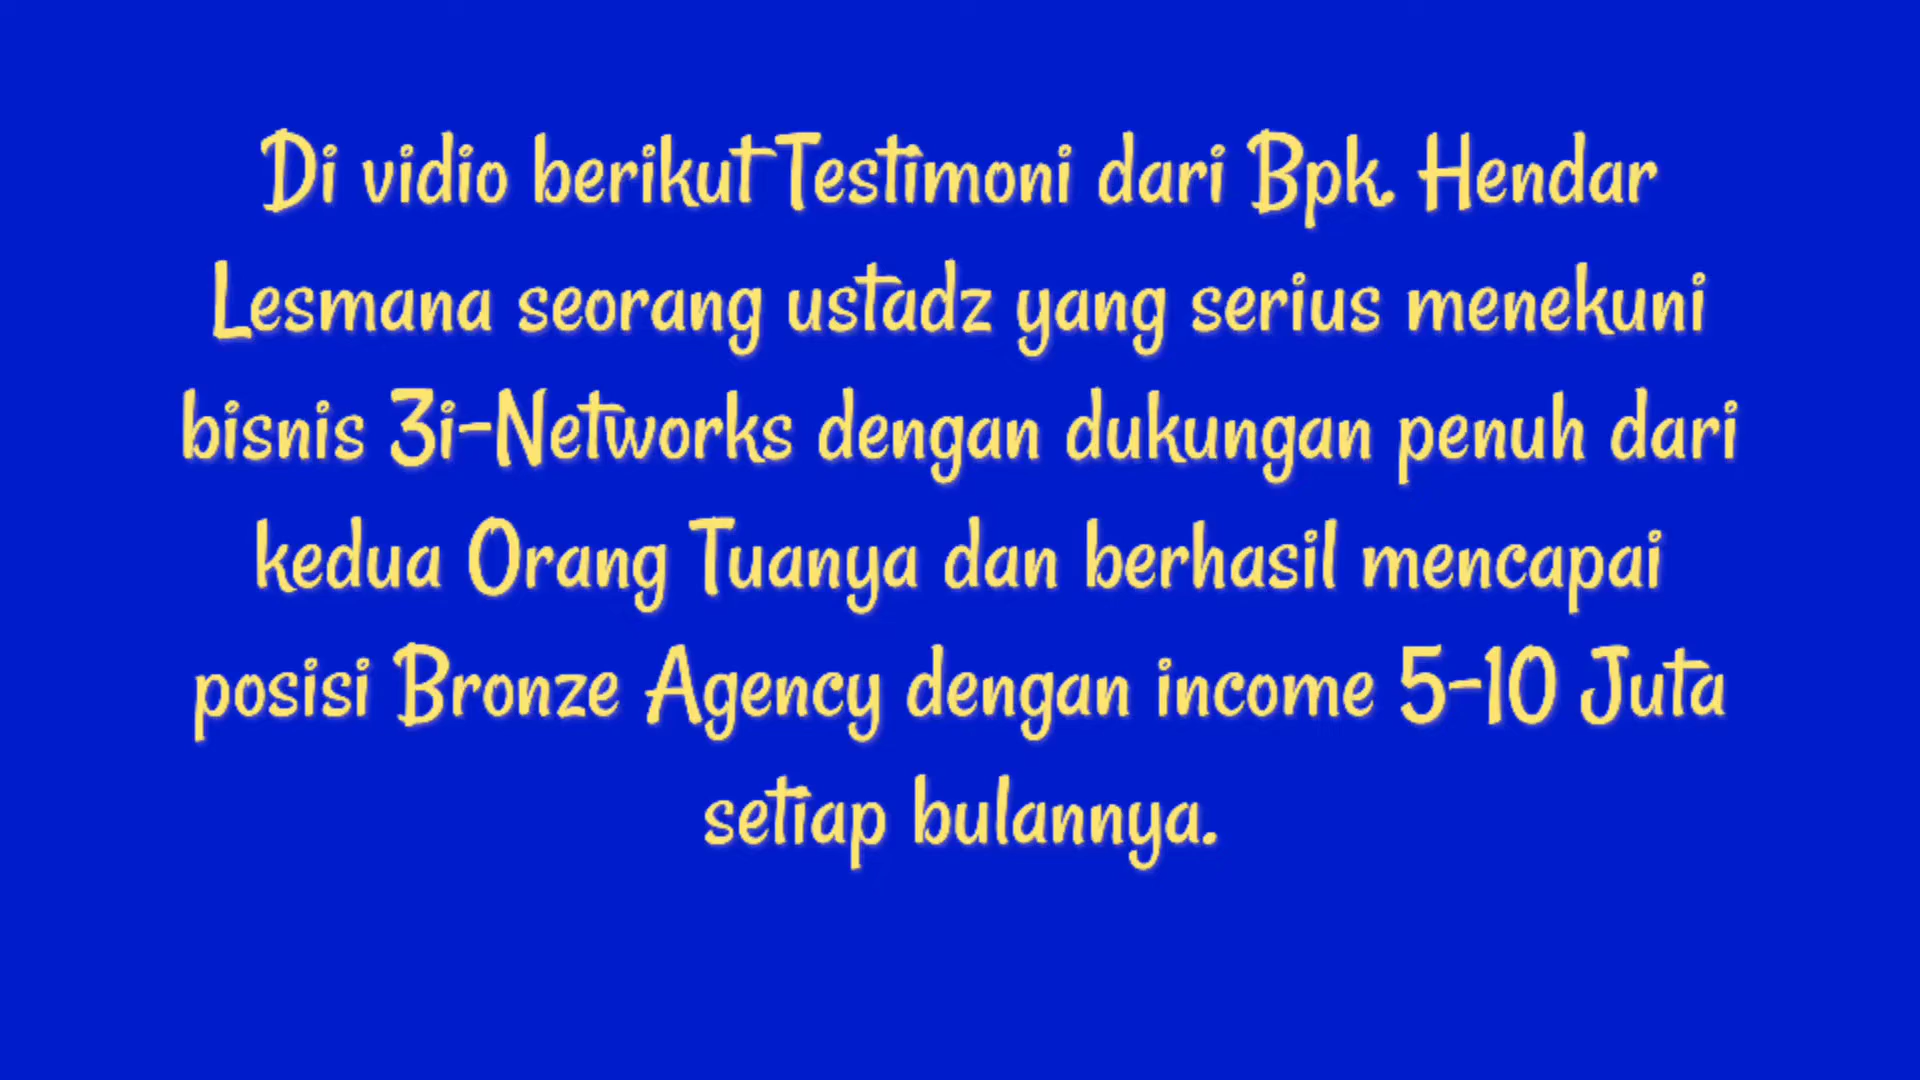 Di vidio berikut Testimoni dari Bpk. Hendar
Lesmana seorang ustadz yang serius menekuni
bisnis 3i-Networks dengan dukungan penuh dari
kedua Orang Tuanya dan berhasil mencapai
posisi Bronze Agency dengan income 5-10 Juta
setiap bulannya.